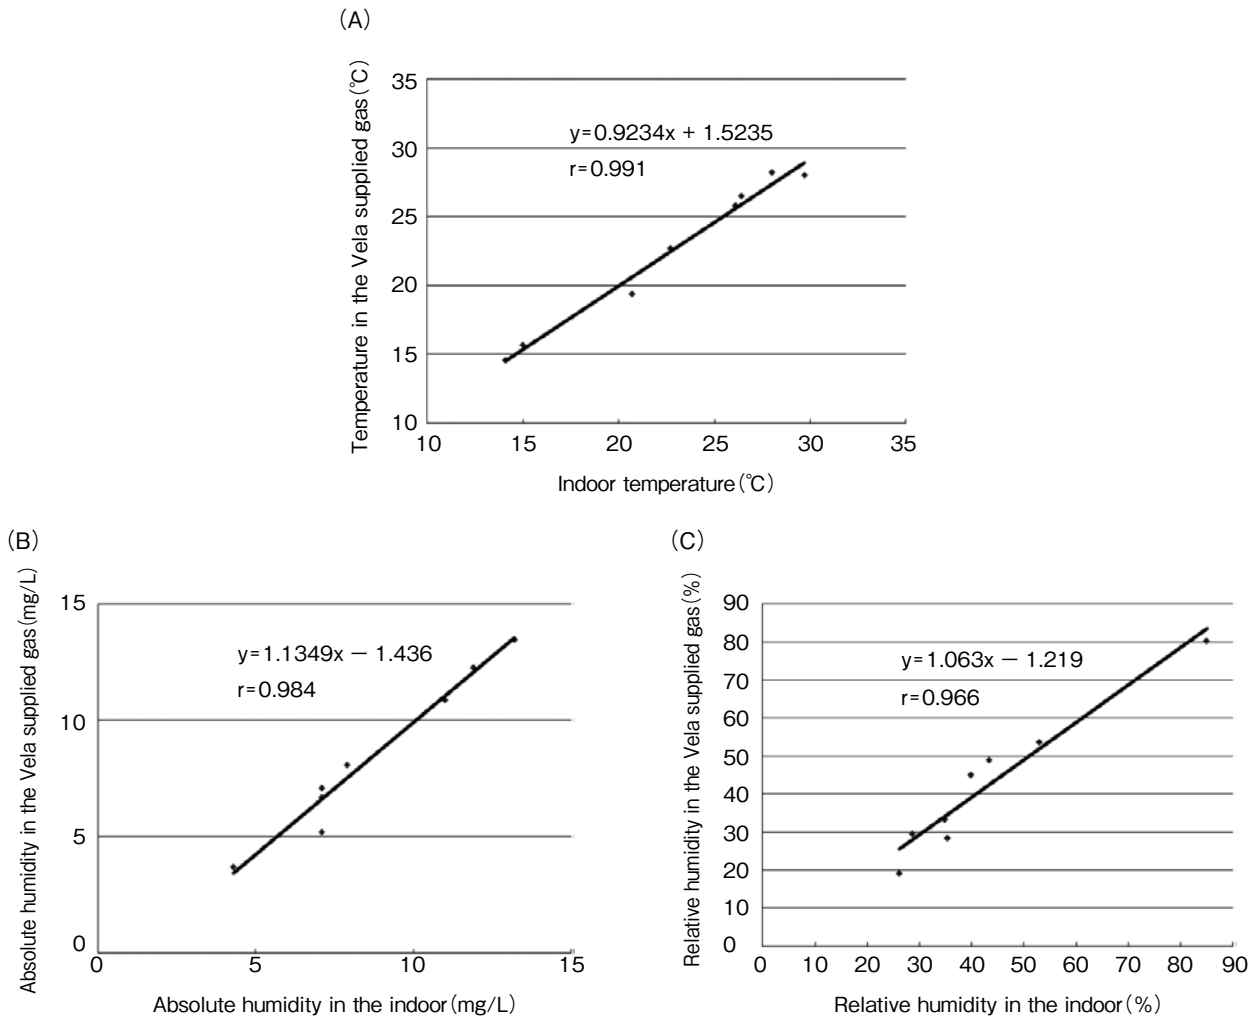 （A）
Temperature in the Vela supplied gas（℃）
35
30
25
20
15
10
y=0.9234x + 1.5235
r=0.991
10 15 20 25 30 35
Indoor temperature（℃）
（B）
Absolute humidity in the Vela supplied gas（mg/L）
15
10
5
0
y=1.1349x − 1.436
r=0.984
0 5 10 15
Absolute humidity in the indoor（mg/L）
（C）
Relative humidity in the Vela supplied gas（%）
90
80
70
60
50
40
30
20
10
0
y=1.063x − 1.219
r=0.966
0 10 20 30 40 50 60 70 80 90
Relative humidity in the indoor（%）